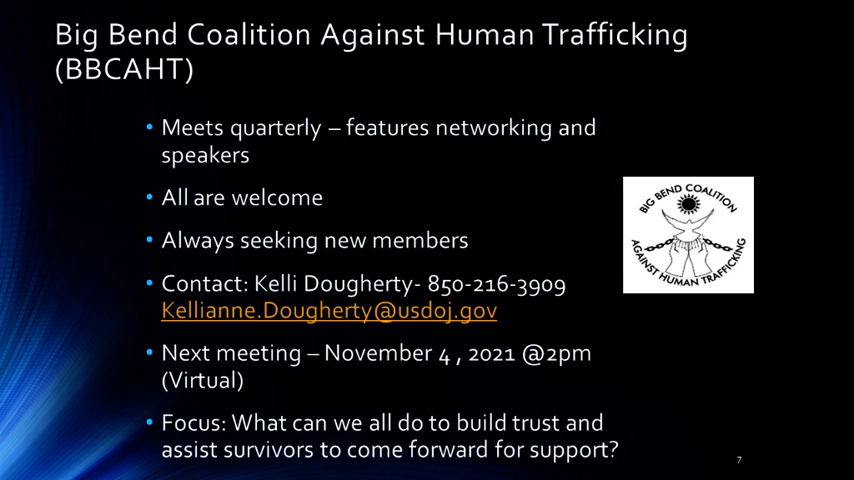 Big Bend Coalition Against Human Trafficking
(BBCAHT)
• Meets quarterly – features networking and
speakers
• All are welcome
• Always seeking new members
• Contact: Kelli Dougherty- 850-216-3909
Kellianne.Dougherty@usdoj.gov
• Next meeting – November 4 , 2021 @2pm
(Virtual)
• Focus: What can we all do to build trust and
assist survivors to come forward for support?
BIG BEND COALITION
AGAINST HUMAN TRAFFICKING
7